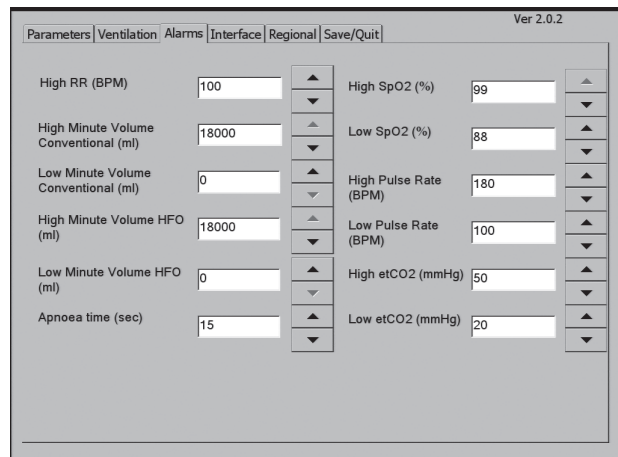 Ver 2.0.2
Parameters Ventilation Alarms Interface Regional Save/Quit
High RR (BPM) 100
High Minute Volume
Conventional (ml) 18000
Low Minute Volume
Conventional (ml) 0
High Minute Volume HFO
(ml) 18000
Low Minute Volume HFO
(ml) 0
Apnoea time (sec) 15
High SpO2 (%) 99
Low SpO2 (%) 88
High Pulse Rate
(BPM) 180
Low Pulse Rate
(BPM) 100
High etCO2 (mmHg) 50
Low etCO2 (mmHg) 20